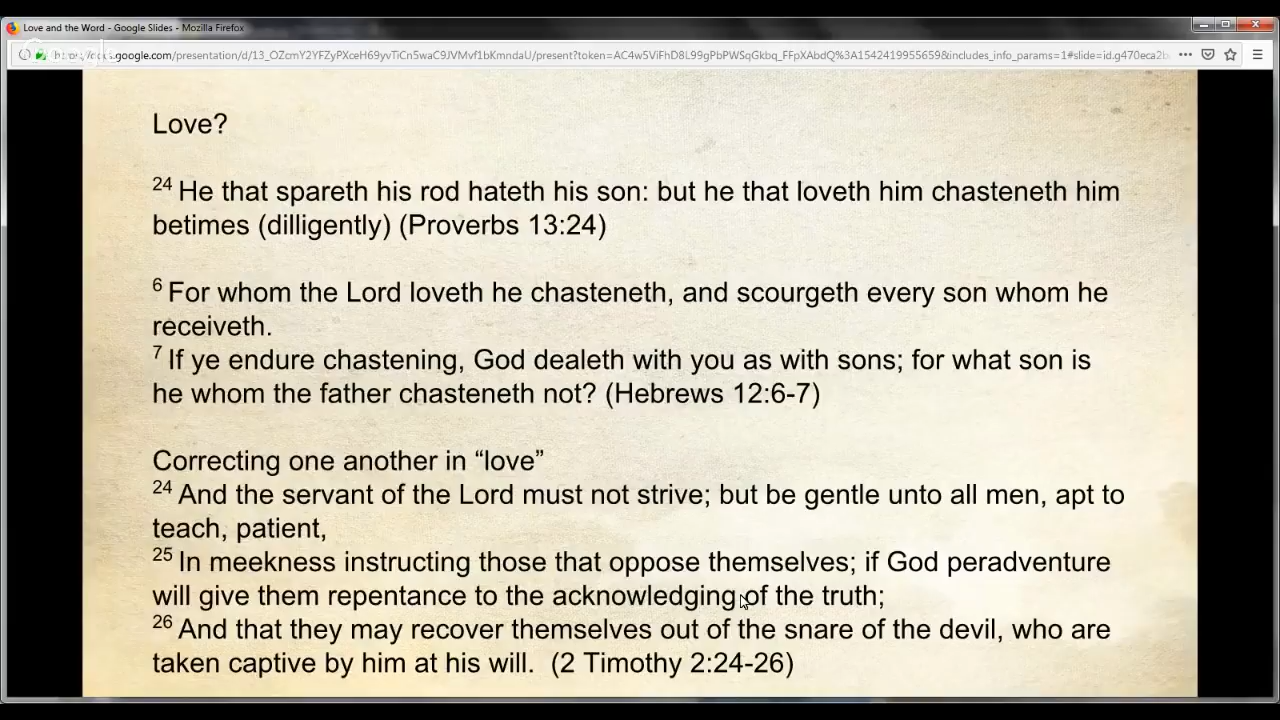 Love and the Word - Google Slides - Mozilla Firefox
.google.com/presentation/d/13_OZcmY2YFZyPXceH69yvTiCn5waC9JVMvf1bKmndaU/present?token=AC4w5ViFhD8L99gPbPWSqGkbq_FFpXAbdQ%3A1542419955659&includes_info_params=1#slide=id.g470eca2b
Love?
24 He that spareth his rod hateth his son: but he that loveth him chasteneth him
betimes (dilligently) (Proverbs 13:24)
6 For whom the Lord loveth he chasteneth, and scourgeth every son whom he
receiveth.
7 If ye endure chastening, God dealeth with you as with sons; for what son is
he whom the father chasteneth not? (Hebrews 12:6-7)
Correcting one another in “love”
24 And the servant of the Lord must not strive; but be gentle unto all men, apt to
teach, patient,
25 In meekness instructing those that oppose themselves; if God peradventure
will give them repentance to the acknowledging of the truth;
26 And that they may recover themselves out of the snare of the devil, who are
taken captive by him at his will.  (2 Timothy 2:24-26)